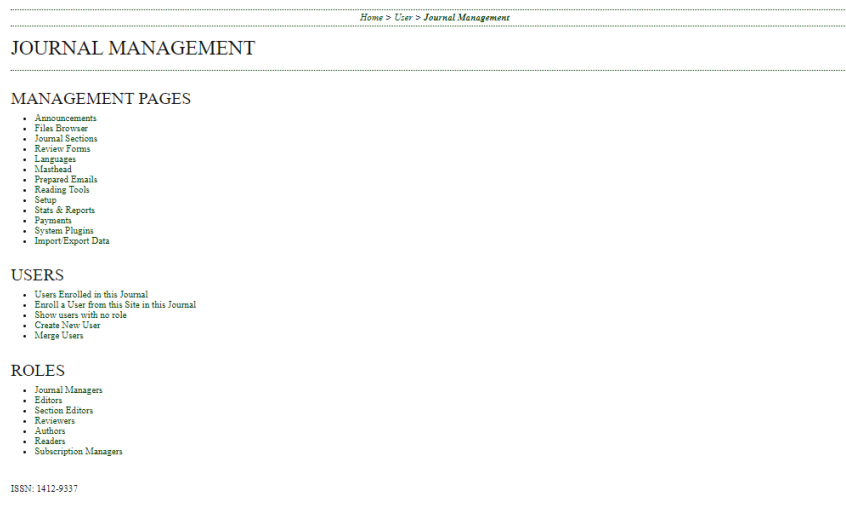 Home > User > Journal Management
JOURNAL MANAGEMENT
MANAGEMENT PAGES
Announcements
Files Browser
Journal Sections
Review Forms
Languages
Masthead
Prepared Emails
Reading Tools
Setup
Stats & Reports
Payments
System Plugins
Import/Export Data
USERS
Users Enrolled in this Journal
Enroll a User from this Site in this Journal
Show users with no role
Create New User
Merge Users
ROLES
Journal Managers
Editors
Section Editors
Reviewers
Authors
Readers
Subscription Managers
ISSN: 1412-9337